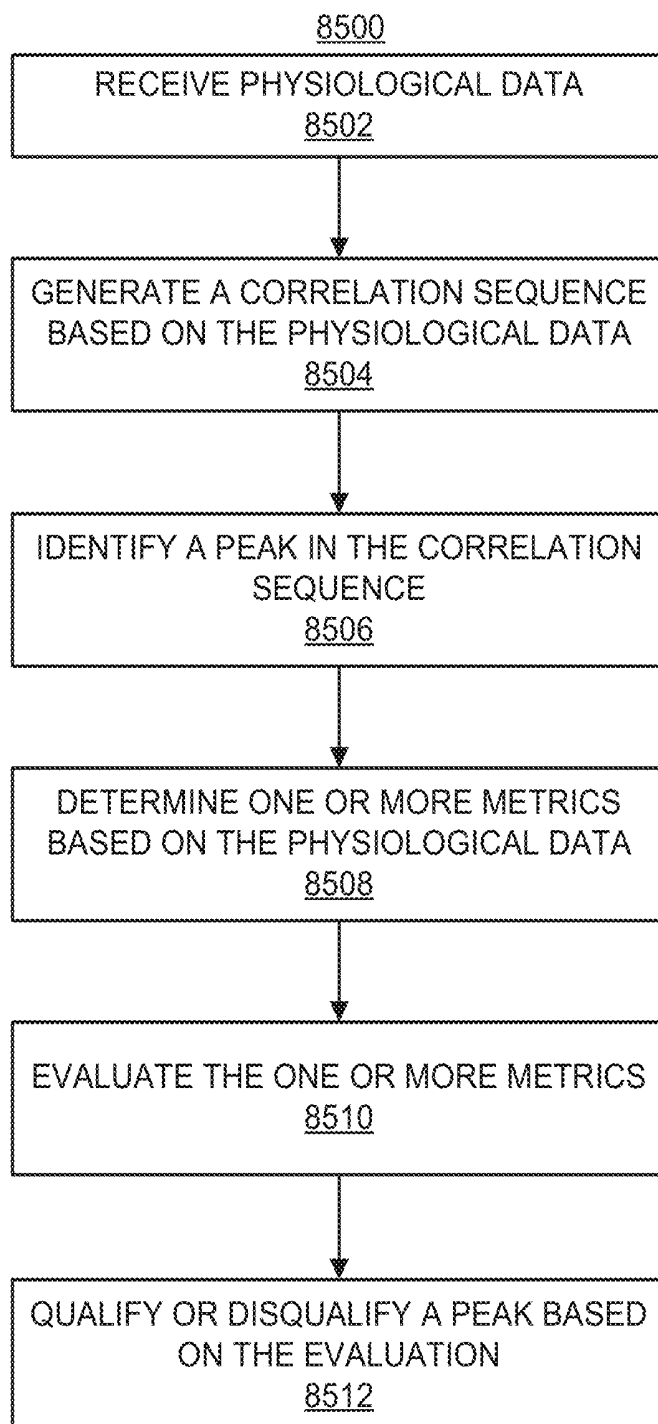 8500
RECEIVE PHYSIOLOGICAL DATA
8502
GENERATE A CORRELATION SEQUENCE
BASED ON THE PHYSIOLOGICAL DATA
8504
IDENTIFY A PEAK IN THE CORRELATION
SEQUENCE
8506
DETERMINE ONE OR MORE METRICS
BASED ON THE PHYSIOLOGICAL DATA
8508
EVALUATE THE ONE OR MORE METRICS
8510
QUALIFY OR DISQUALIFY A PEAK BASED
ON THE EVALUATION
8512